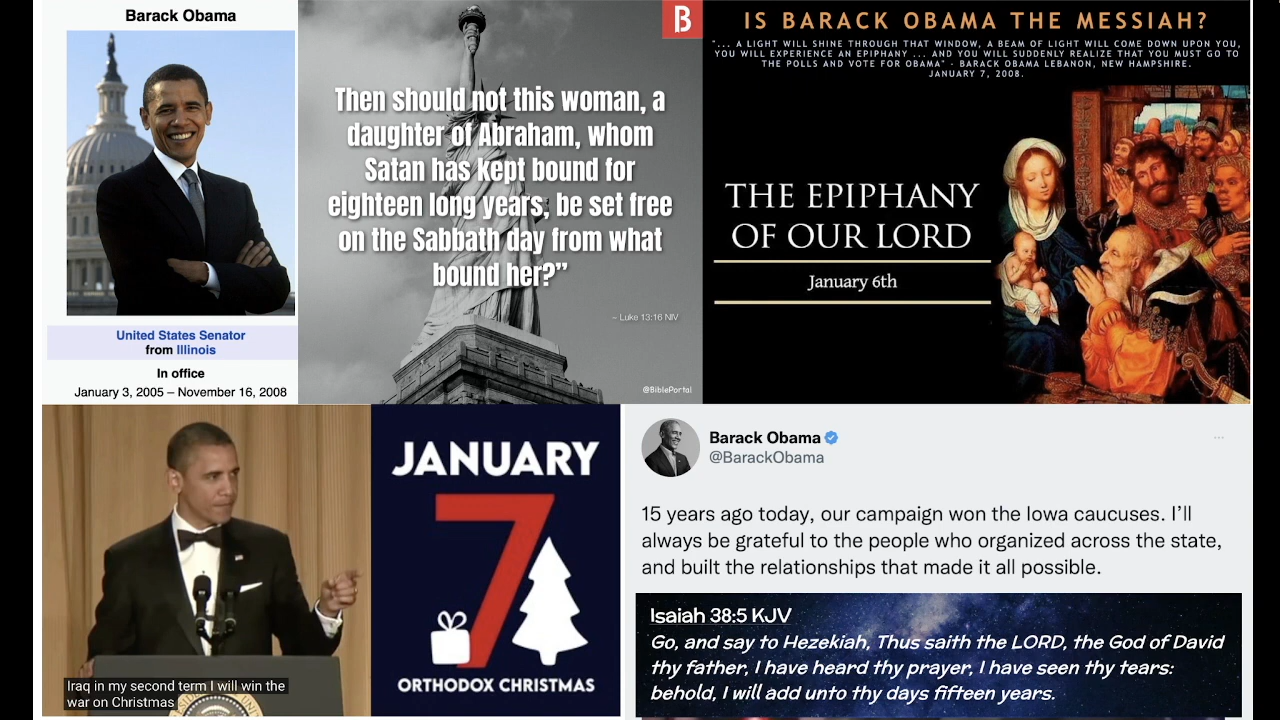 Barack Obama
United States Senator
from Illinois
In office
January 3, 2005 – November 16, 2008
B
Then should not this woman, a
daughter of Abraham, whom
Satan has kept bound for
eighteen long years, be set free
on the Sabbath day from what
bound her?”
– Luke 13:16 NIV
@BiblePortal
IS BARACK OBAMA THE MESSIAH?
"... A LIGHT WILL SHINE THROUGH THAT WINDOW, A BEAM OF LIGHT WILL COME DOWN UPON YOU,
YOU WILL EXPERIENCE AN EPIPHANY ... AND YOU WILL SUDDENLY REALIZE THAT YOU MUST GO TO
THE POLLS AND VOTE FOR OBAMA" - BARACK OBAMA LEBANON, NEW HAMPSHIRE.
JANUARY 7, 2008.
THE EPIPHANY
OF OUR LORD
January 6th
Iraq in my second term I will win the
war on Christmas
JANUARY
7
ORTHODOX CHRISTMAS
Barack Obama
@BarackObama
15 years ago today, our campaign won the Iowa caucuses. I’ll
always be grateful to the people who organized across the state,
and built the relationships that made it all possible.
Isaiah 38:5 KJV
Go, and say to Hezekiah, Thus saith the LORD, the God of David
thy father, I have heard thy prayer, I have seen thy tears:
behold, I will add unto thy days fifteen years.